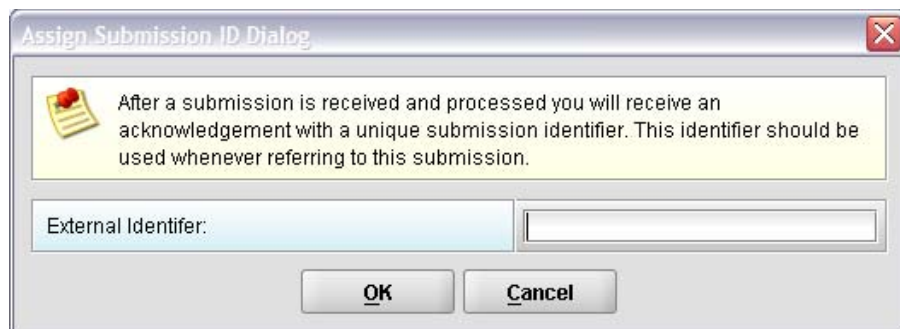 Assign Submission ID Dialog
After a submission is received and processed you will receive an
acknowledgement with a unique submission identifier. This identifier should be
used whenever referring to this submission.
External Identifer:
OK
Cancel